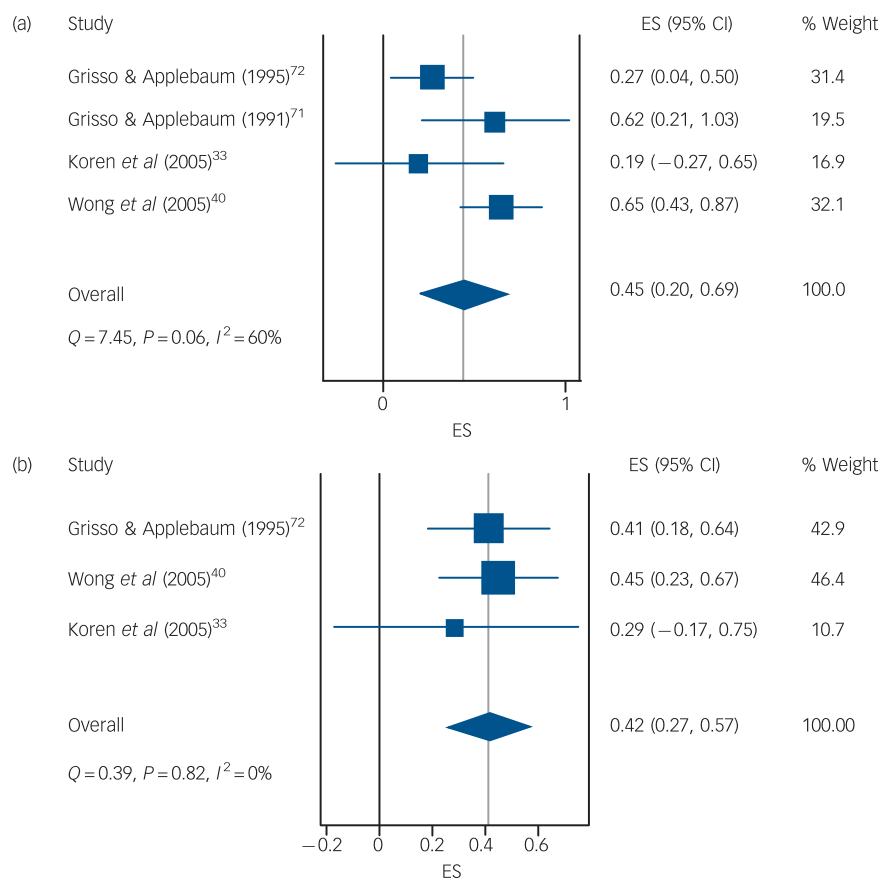 (a) Study ES (95% CI) % Weight
Grisso & Applebaum (1995)72 0.27 (0.04, 0.50) 31.4
Grisso & Applebaum (1991)71 0.62 (0.21, 1.03) 19.5
Koren et al (2005)33 0.19 (−0.27, 0.65) 16.9
Wong et al (2005)40 0.65 (0.43, 0.87) 32.1
Overall 0.45 (0.20, 0.69) 100.0
Q = 7.45, P = 0.06, I2 = 60%
0 1
ES
(b) Study ES (95% CI) % Weight
Grisso & Applebaum (1995)72 0.41 (0.18, 0.64) 42.9
Wong et al (2005)40 0.45 (0.23, 0.67) 46.4
Koren et al (2005)33 0.29 (−0.17, 0.75) 10.7
Overall 0.42 (0.27, 0.57) 100.00
Q = 0.39, P = 0.82, I2 = 0%
−0.2 0 0.2 0.4 0.6
ES